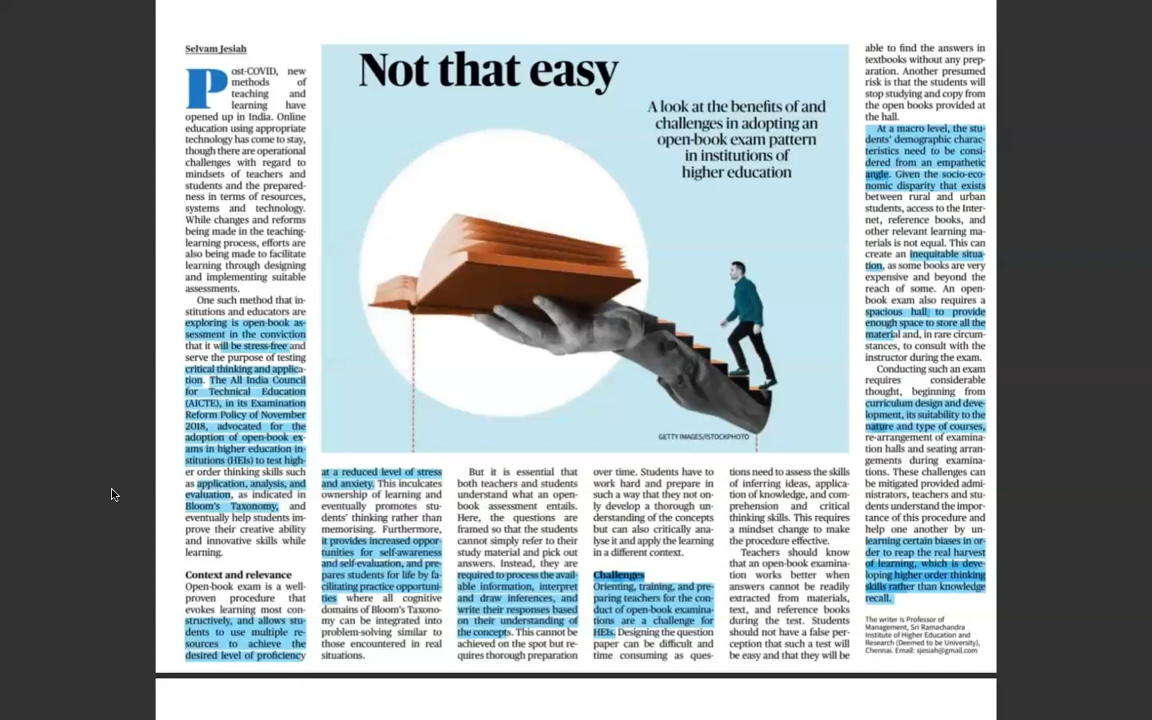 Selvam Jesiah
Post-COVID, new
methods of
teaching and
learning have
opened up in India. Online
education using appropriate
technology has come to stay,
though there are operational
challenges with regard to
mindsets of teachers and
students and the prepared-
ness in terms of resources,
systems and technology.
While changes and reforms
being made in the teaching-
learning process, efforts are
also being made to facilitate
learning through designing
and implementing suitable
assessments.
One such method that in-
stitutions and educators are
exploring is open-book as-
sessment in the conviction
that it will be stress-free and
serve the purpose of testing
critical thinking and applica-
tion. The All India Council
for Technical Education
(AICTE), in its Examination
Reform Policy of November
2018, advocated for the
adoption of open-book ex-
ams in higher education in-
stitutions (HEIs) to test high-
er order thinking skills such
as application, analysis, and
evaluation, as indicated in
Bloom's Taxonomy, and
eventually help students im-
prove their creative ability
and innovative skills while
learning.
Context and relevance
Open-book exam is a well-
proven procedure that
evokes learning most con-
structively, and allows stu-
dents to use multiple re-
sources to achieve the
desired level of proficiency
Not that easy
A look at the benefits of and
challenges in adopting an
open-book exam pattern
in institutions of
higher education
GETTY IMAGES/ISTOCKPHOTO
at a reduced level of stress
and anxiety. This inculcates
ownership of learning and
eventually promotes stu-
dents' thinking rather than
memorising. Furthermore,
it provides increased oppor-
tunities for self-awareness
and self-evaluation, and pre-
pares students for life by fa-
cilitating practice opportuni-
ties where all cognitive
domains of Bloom's Taxono-
my can be integrated into
problem-solving similar to
those encountered in real
situations.
But it is essential that
both teachers and students
understand what an open-
book assessment entails.
Here, the questions are
framed so that the students
cannot simply refer to their
study material and pick out
answers. Instead, they are
required to process the avail-
able information, interpret
and draw inferences, and
write their responses based
on their understanding of
the concepts. This cannot be
achieved on the spot but re-
quires thorough preparation
over time. Students have to
work hard and prepare in
such a way that they not on-
ly develop a thorough un-
derstanding of the concepts
but can also critically ana-
lyse it and apply the learning
in a different context.
Challenges
Orienting, training, and pre-
paring teachers for the con-
duct of open-book examina-
tions are a challenge for
HEIs. Designing the question
paper can be difficult and
time consuming as ques-
tions need to assess the skills
of inferring ideas, applica-
tion of knowledge, and com-
prehension and critical
thinking skills. This requires
a mindset change to make
the procedure effective.
Teachers should know
that an open-book examina-
tion works better when
answers cannot be readily
extracted from materials,
text, and reference books
during the test. Students
should not have a false per-
ception that such a test will
be easy and that they will be
able to find the answers in
textbooks without any prep-
aration. Another presumed
risk is that the students will
stop studying and copy from
the open books provided at
the hall.
At a macro level, the stu-
dents' demographic charac-
teristics need to be consi-
dered from an empathetic
angle. Given the socio-eco-
nomic disparity that exists
between rural and urban
students, access to the Inter-
net, reference books, and
other relevant learning ma-
terials is not equal. This can
create an inequitable situa-
tion, as some books are very
expensive and beyond the
reach of some. An open-
book exam also requires a
spacious hall; to provide
enough space to store all the
material and, in rare circum-
stances, to consult with the
instructor during the exam.
Conducting such an exam
requires considerable
thought, beginning from
curriculum design and deve-
lopment, its suitability to the
nature and type of courses,
re-arrangement of examina-
tion halls and seating arran-
gements during examina-
tions. These challenges can
be mitigated provided admi-
nistrators, teachers and stu-
dents understand the impor-
tance of this procedure and
help one another by un-
learning certain biases in or-
der to reap the real harvest
of learning, which is deve-
loping higher order thinking
skills rather than knowledge
recall.
The writer is Professor of
Management, Sri Ramachandra
Institute of Higher Education and
Research (Deemed to be University),
Chennai. Email: sjesiah@gmail.com